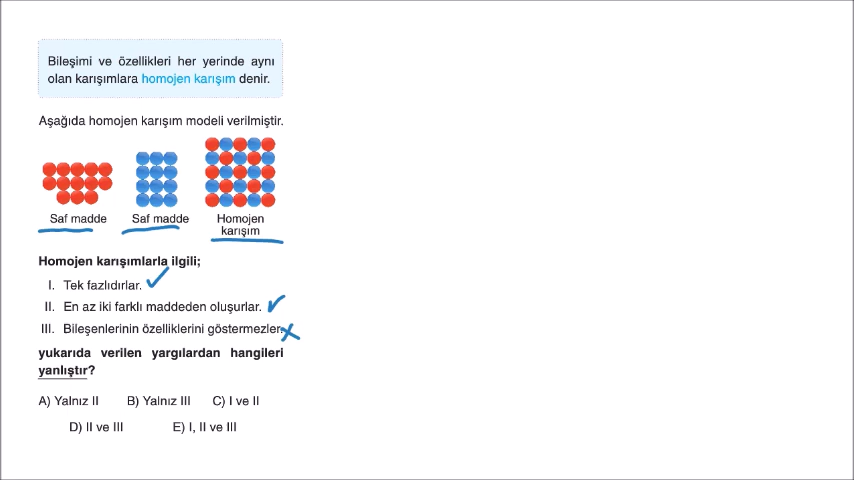 Bileşimi ve özellikleri her yerinde aynı
olan karışımlara homojen karışım denir.
Aşağıda homojen karışım modeli verilmiştir.
Saf madde
Saf madde
Homojen
karışım
Homojen karışımlarla ilgili;
I. Tek fazlıdırlar.
II. En az iki farklı maddeden oluşurlar.
III. Bileşenlerinin özelliklerini göstermezler.
yukarıda verilen yargılardan hangileri
yanlıştır?
A) Yalnız II B) Yalnız III C) I ve II
D) II ve III E) I, II ve III